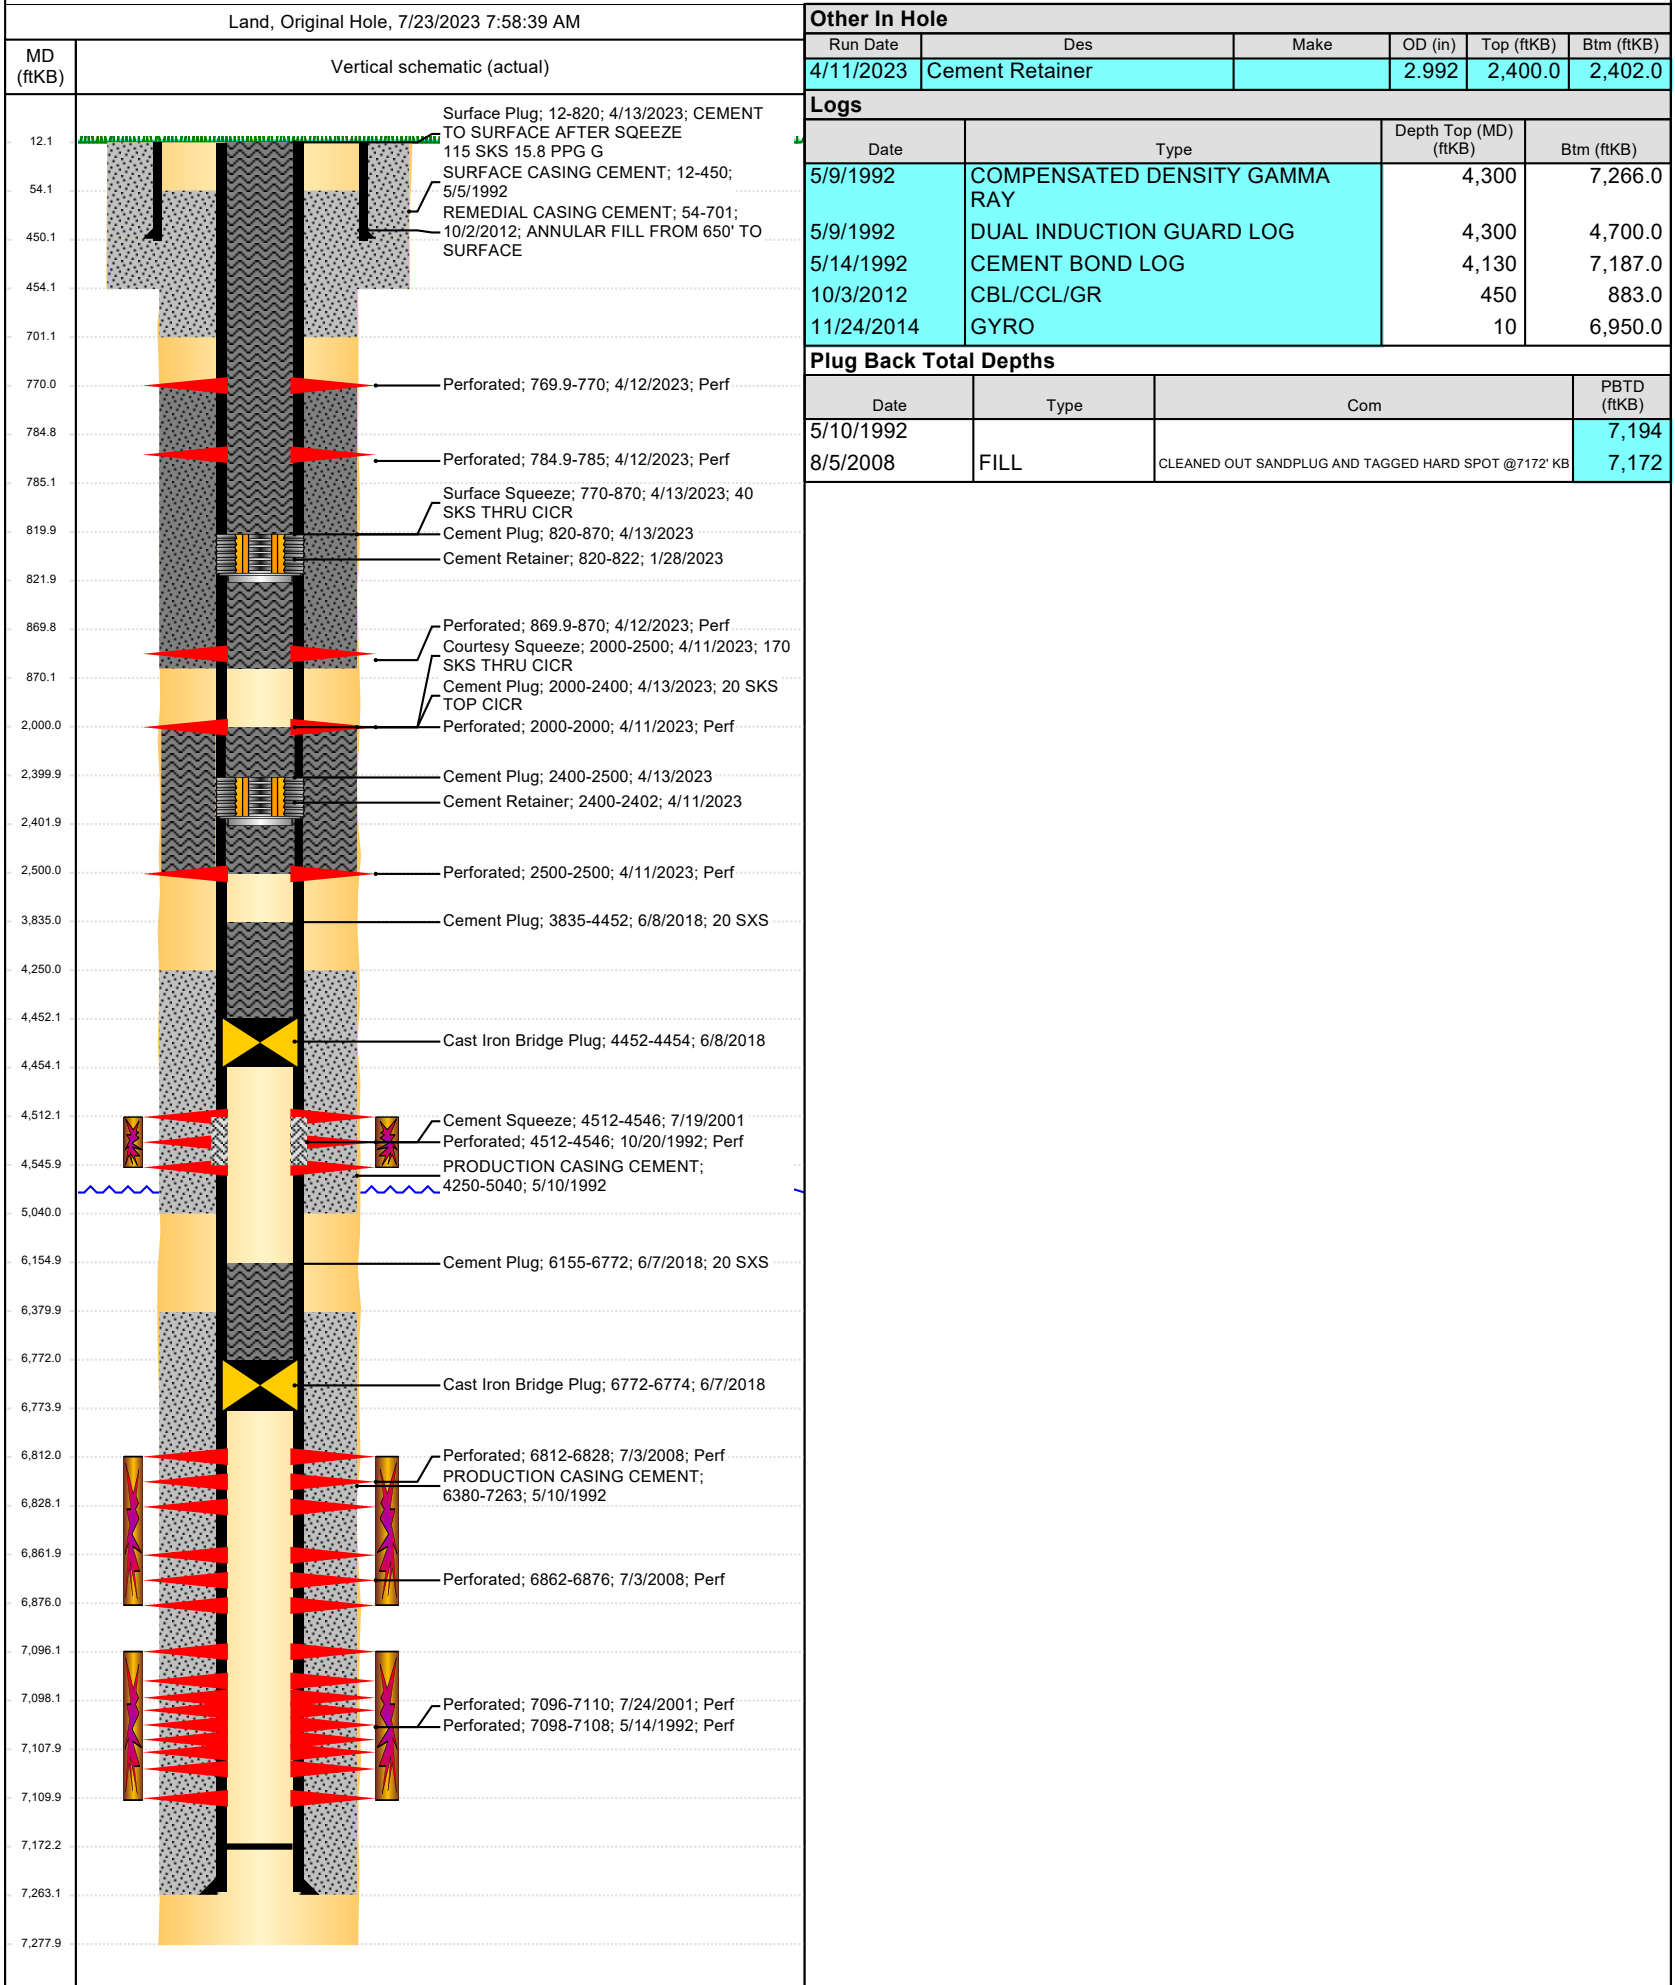 Land, Original Hole, 7/23/2023 7:58:39 AM
MD
(ftKB)
Vertical schematic (actual)
12.1
54.1
450.1
454.1
701.1
770.0
784.8
785.1
819.9
821.9
869.8
870.1
2,000.0
2,399.9
2,401.9
2,500.0
3,835.0
4,250.0
4,452.1
4,454.1
4,512.1
4,545.9
5,040.0
6,154.9
6,379.9
6,772.0
6,773.9
6,812.0
6,828.1
6,861.9
6,876.0
7,096.1
7,098.1
7,107.9
7,109.9
7,172.2
7,263.1
7,277.9
Surface Plug; 12-820; 4/13/2023; CEMENT
TO SURFACE AFTER SQEEZE
115 SKS 15.8 PPG G
SURFACE CASING CEMENT; 12-450;
5/5/1992
REMEDIAL CASING CEMENT; 54-701;
10/2/2012; ANNULAR FILL FROM 650' TO
SURFACE
Perforated; 769.9-770; 4/12/2023; Perf
Perforated; 784.9-785; 4/12/2023; Perf
Surface Squeeze; 770-870; 4/13/2023; 40
SKS THRU CICR
Cement Plug; 820-870; 4/13/2023
Cement Retainer; 820-822; 1/28/2023
Perforated; 869.9-870; 4/12/2023; Perf
Courtesy Squeeze; 2000-2500; 4/11/2023; 170
SKS THRU CICR
Cement Plug; 2000-2400; 4/13/2023; 20 SKS
TOP CICR
Perforated; 2000-2000; 4/11/2023; Perf
Cement Plug; 2400-2500; 4/13/2023
Cement Retainer; 2400-2402; 4/11/2023
Perforated; 2500-2500; 4/11/2023; Perf
Cement Plug; 3835-4452; 6/8/2018; 20 SXS
Cast Iron Bridge Plug; 4452-4454; 6/8/2018
Cement Squeeze; 4512-4546; 7/19/2001
Perforated; 4512-4546; 10/20/1992; Perf
PRODUCTION CASING CEMENT;
4250-5040; 5/10/1992
Cement Plug; 6155-6772; 6/7/2018; 20 SXS
Cast Iron Bridge Plug; 6772-6774; 6/7/2018
Perforated; 6812-6828; 7/3/2008; Perf
PRODUCTION CASING CEMENT;
6380-7263; 5/10/1992
Perforated; 6862-6876; 7/3/2008; Perf
Perforated; 7096-7110; 7/24/2001; Perf
Perforated; 7098-7108; 5/14/1992; Perf
Other In Hole
Run Date Des Make OD (in) Top (ftKB) Btm (ftKB)
4/11/2023 Cement Retainer 2.992 2,400.0 2,402.0
Logs
Date Type Depth Top (MD) (ftKB) Btm (ftKB)
5/9/1992 COMPENSATED DENSITY GAMMA 4,300 7,266.0
RAY
5/9/1992 DUAL INDUCTION GUARD LOG 4,300 4,700.0
5/14/1992 CEMENT BOND LOG 4,130 7,187.0
10/3/2012 CBL/CCL/GR 450 883.0
11/24/2014 GYRO 10 6,950.0
Plug Back Total Depths
Date Type Com PBTD (ftKB)
5/10/1992 7,194
8/5/2008 FILL CLEANED OUT SANDPLUG AND TAGGED HARD SPOT @7172' KB 7,172